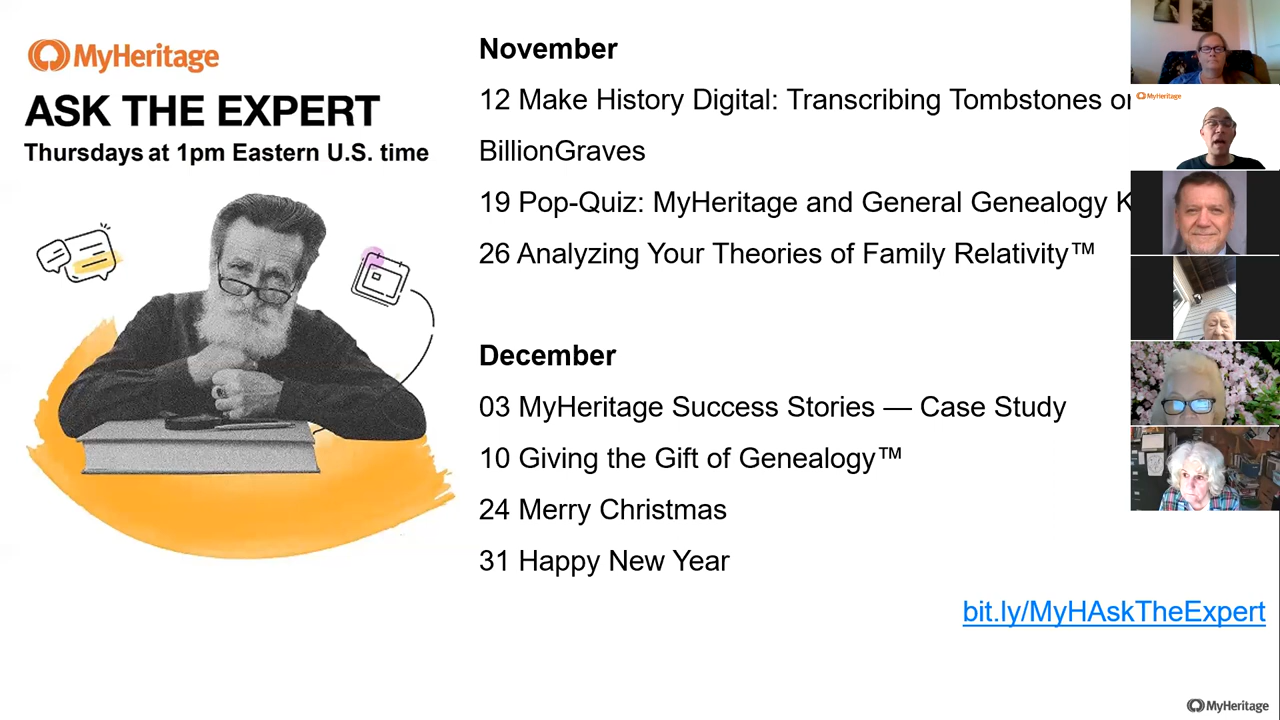 MyHeritage
ASK THE EXPERT
Thursdays at 1pm Eastern U.S. time
November
12 Make History Digital: Transcribing Tombstones
BillionGraves
19 Pop-Quiz: MyHeritage and General Genealogy
26 Analyzing Your Theories of Family Relativity™
December
03 MyHeritage Success Stories — Case Study
10 Giving the Gift of Genealogy™
24 Merry Christmas
31 Happy New Year
bit.ly/MyHAskTheExpert
MyHeritage
MyHeritage